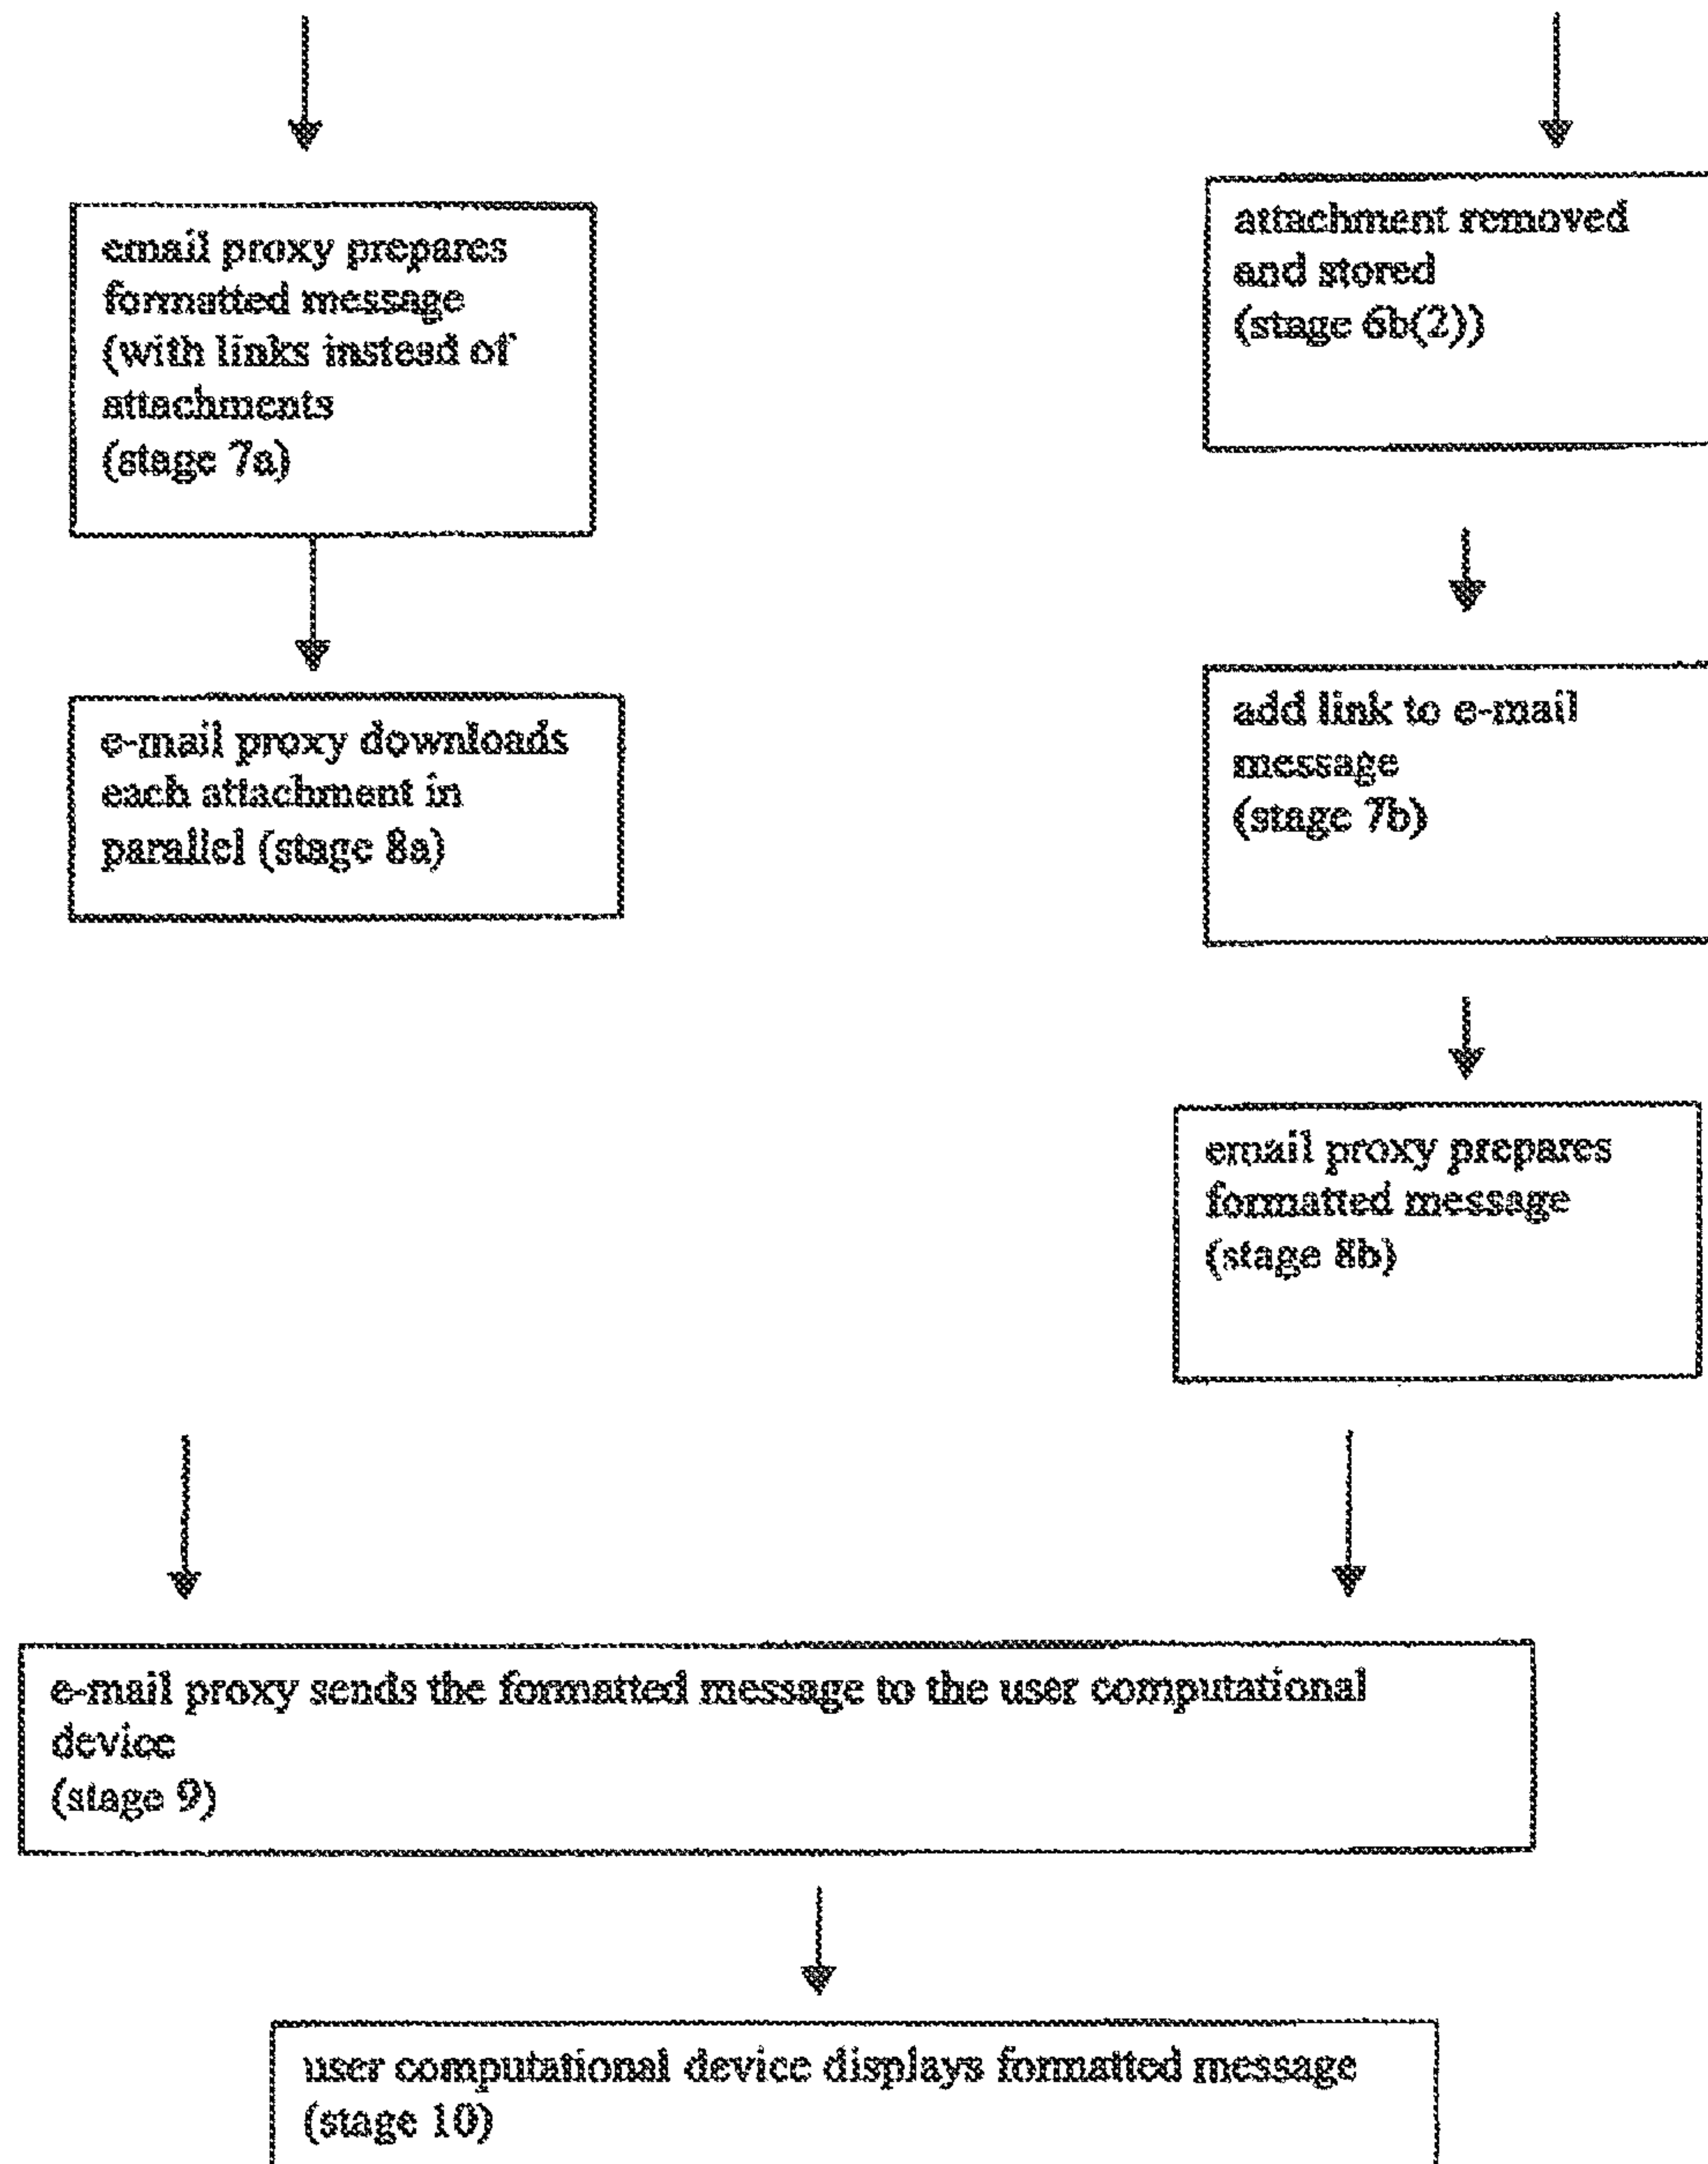 email proxy prepares
formatted message
(with links instead of
attachments
(stage 7a)
e-mail proxy downloads
each attachment in
parallel (stage 8a)
attachment removed
and stored
(stage 6b(2))
add link to e-mail
message
(stage 7b)
email proxy prepares
formatted message
(stage 8b)
e-mail proxy sends the formatted message to the user computational
device
(stage 9)
user computational device displays formatted message
(stage 10)